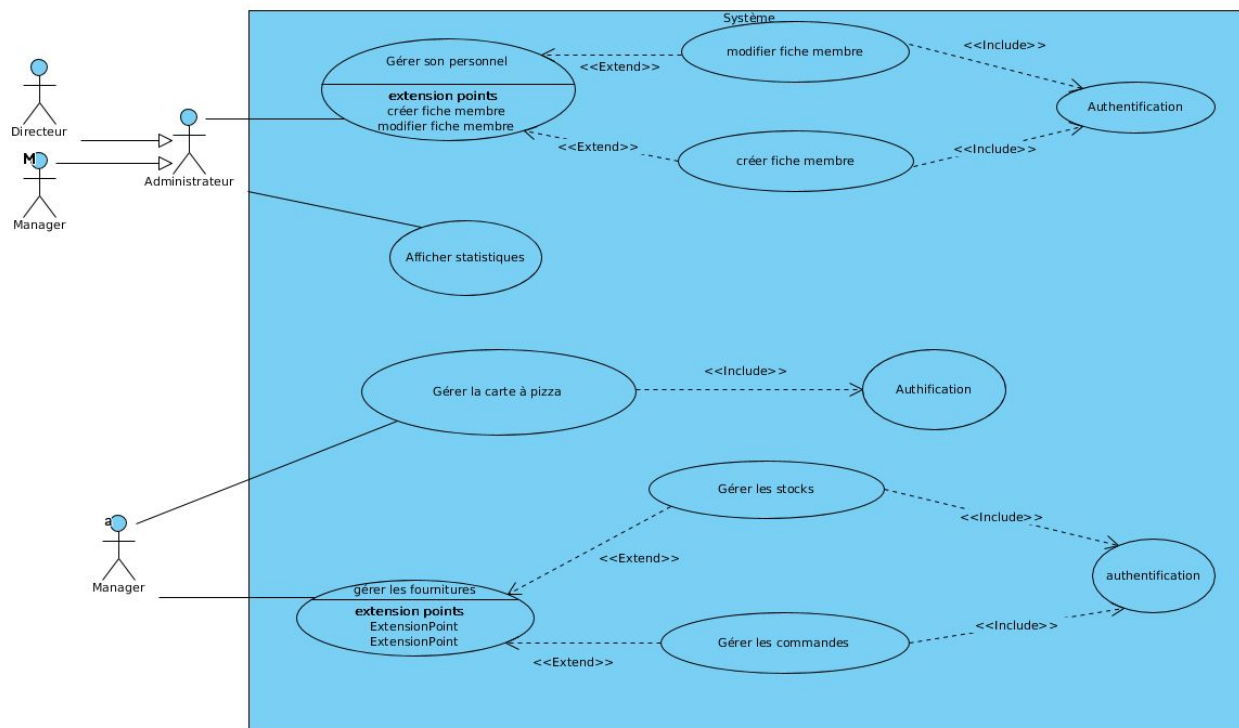 Système
Gérer son personnel
extension points
créer fiche membre
modifier fiche membre
<<Extend>>
modifier fiche membre
<<Include>>
Authentification
<<Extend>>
créer fiche membre
<<Include>>
Directeur
M
Manager
Administrateur
Afficher statistiques
Gérer la carte à pizza
<<Include>>
Authification
a
Manager
Gérer les stocks
<<Include>>
<<Extend>>
authentification
gérer les fournitures
extension points
ExtensionPoint
ExtensionPoint
<<Extend>>
Gérer les commandes
<<Include>>